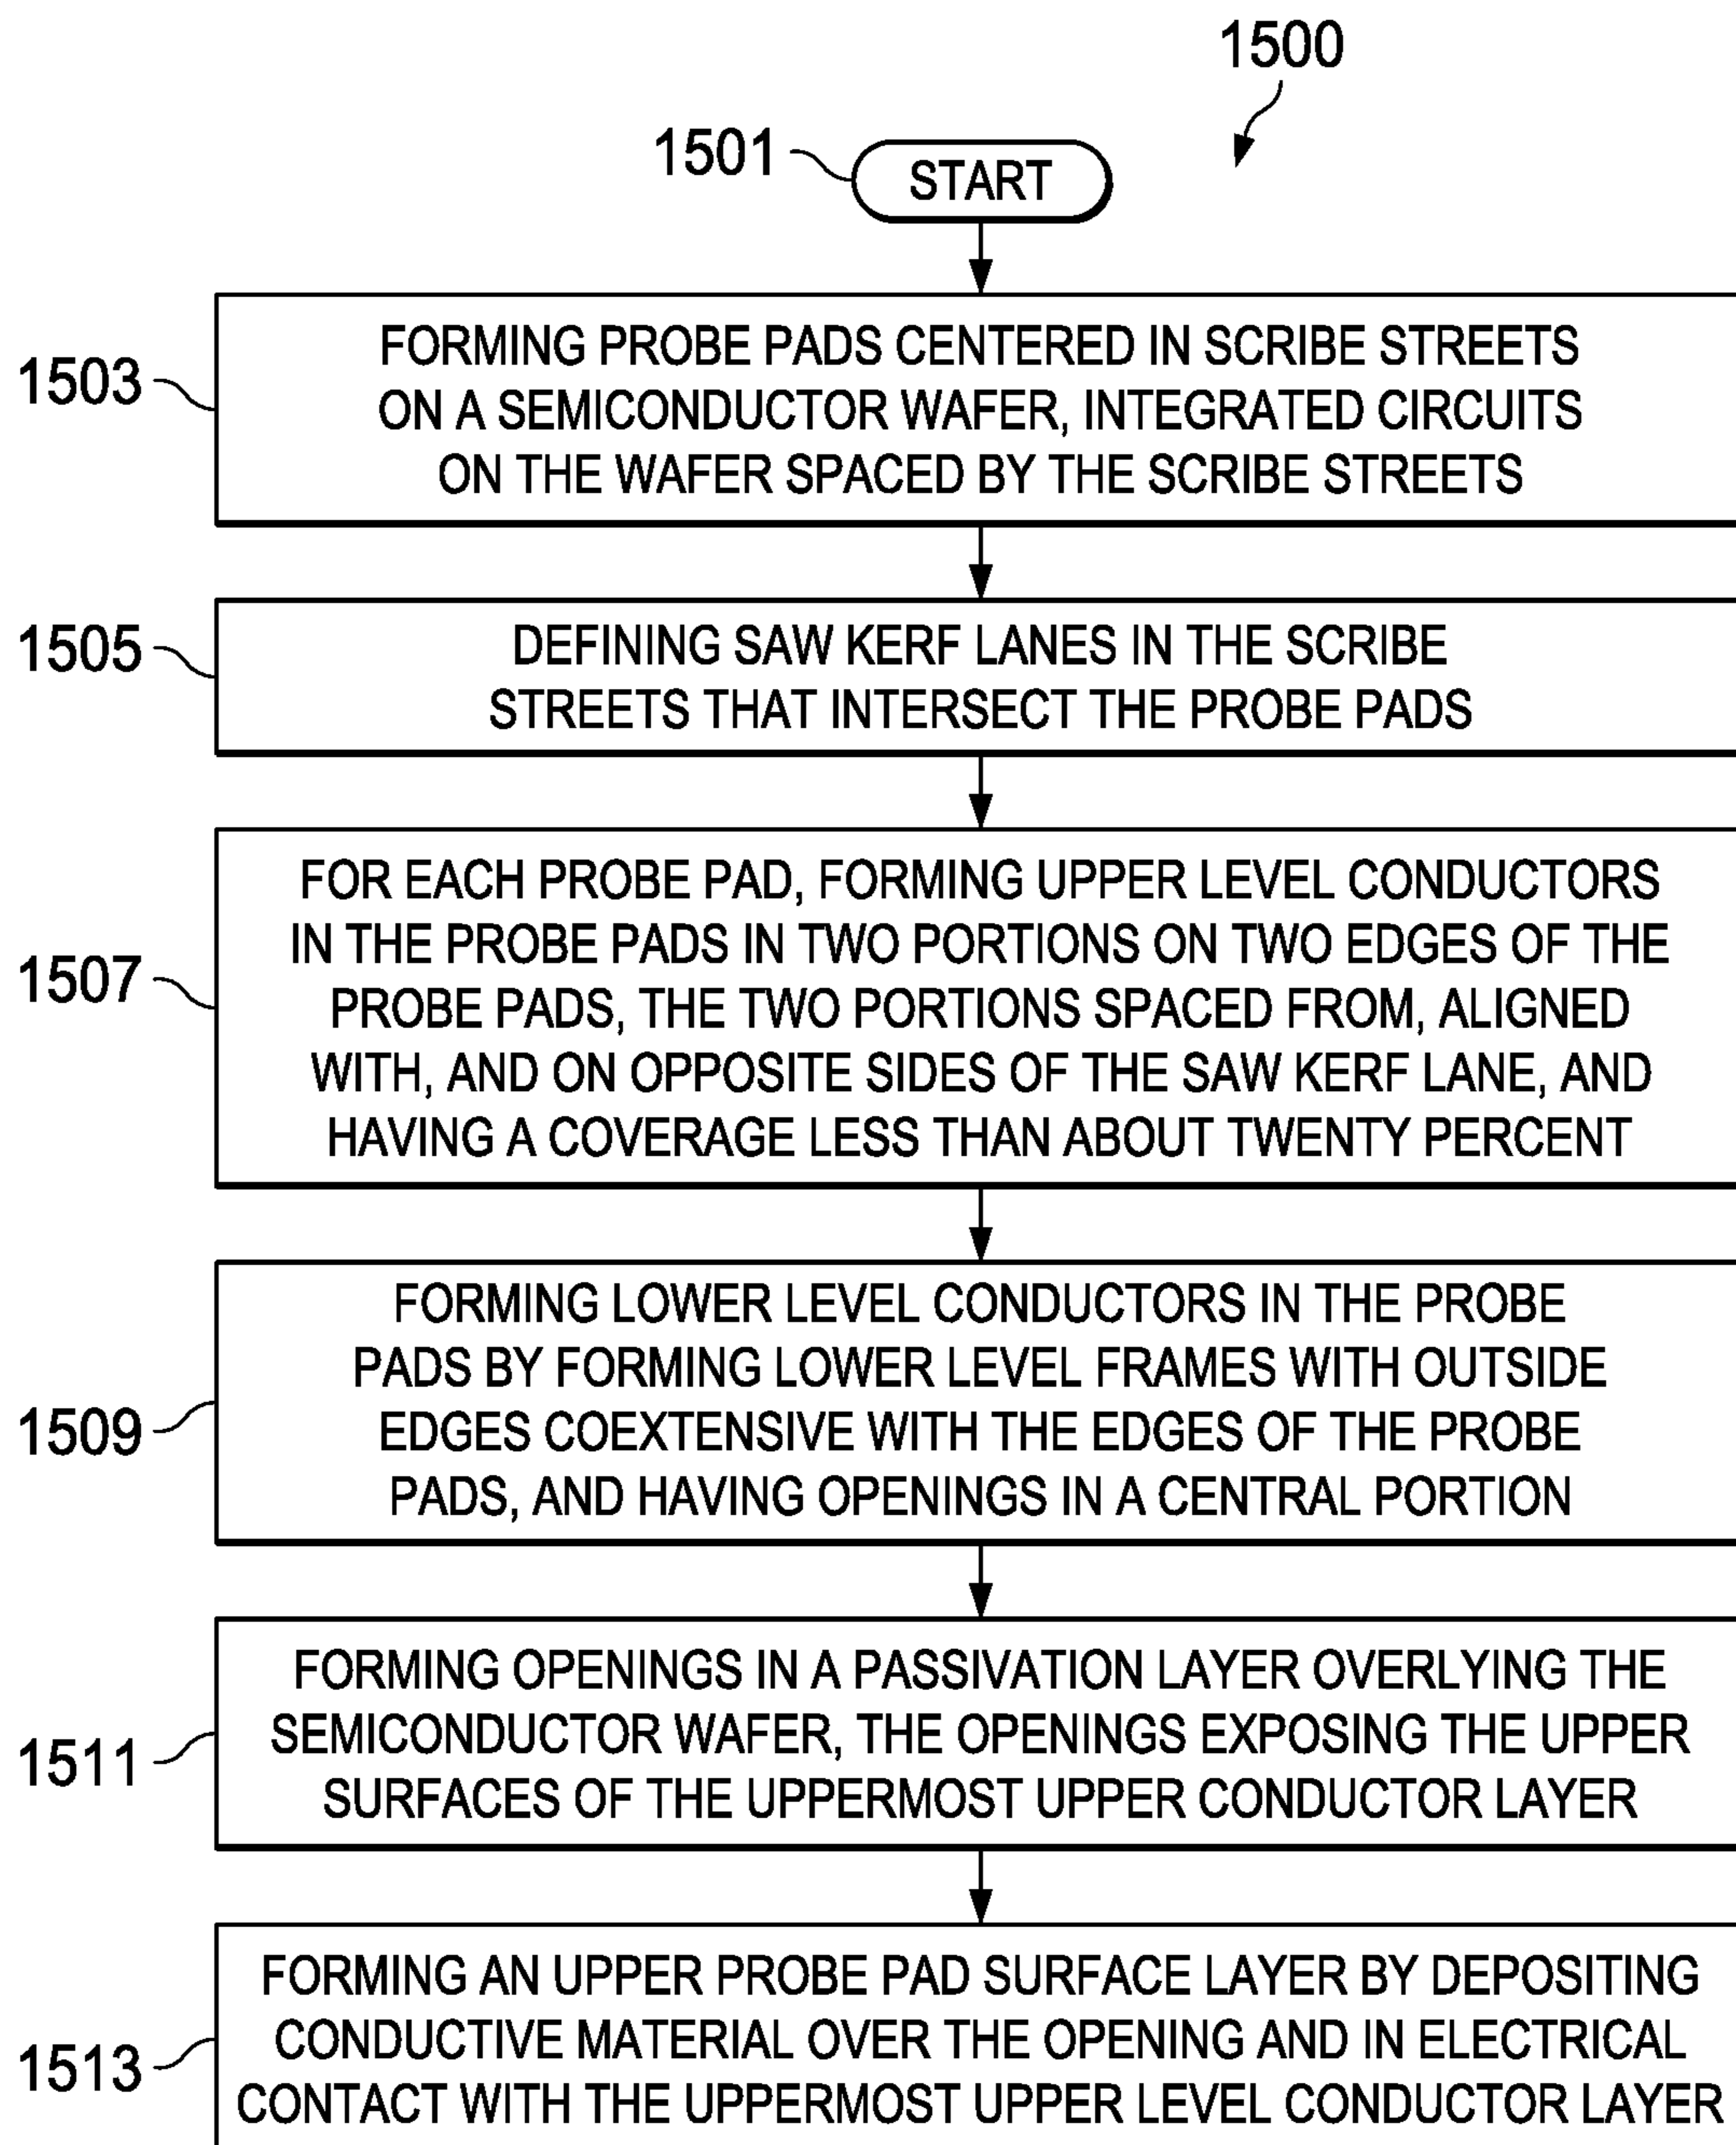 1500
1501
START
1503
FORMING PROBE PADS CENTERED IN SCRIBE STREETS
ON A SEMICONDUCTOR WAFER, INTEGRATED CIRCUITS
ON THE WAFER SPACED BY THE SCRIBE STREETS
1505
DEFINING SAW KERF LANES IN THE SCRIBE
STREETS THAT INTERSECT THE PROBE PADS
1507
FOR EACH PROBE PAD, FORMING UPPER LEVEL CONDUCTORS
IN THE PROBE PADS IN TWO PORTIONS ON TWO EDGES OF THE
PROBE PADS, THE TWO PORTIONS SPACED FROM, ALIGNED
WITH, AND ON OPPOSITE SIDES OF THE SAW KERF LANE, AND
HAVING A COVERAGE LESS THAN ABOUT TWENTY PERCENT
1509
FORMING LOWER LEVEL CONDUCTORS IN THE PROBE
PADS BY FORMING LOWER LEVEL FRAMES WITH OUTSIDE
EDGES COEXTENSIVE WITH THE EDGES OF THE PROBE
PADS, AND HAVING OPENINGS IN A CENTRAL PORTION
1511
FORMING OPENINGS IN A PASSIVATION LAYER OVERLYING THE
SEMICONDUCTOR WAFER, THE OPENINGS EXPOSING THE UPPER
SURFACES OF THE UPPERMOST UPPER CONDUCTOR LAYER
1513
FORMING AN UPPER PROBE PAD SURFACE LAYER BY DEPOSITING
CONDUCTIVE MATERIAL OVER THE OPENING AND IN ELECTRICAL
CONTACT WITH THE UPPERMOST UPPER LEVEL CONDUCTOR LAYER